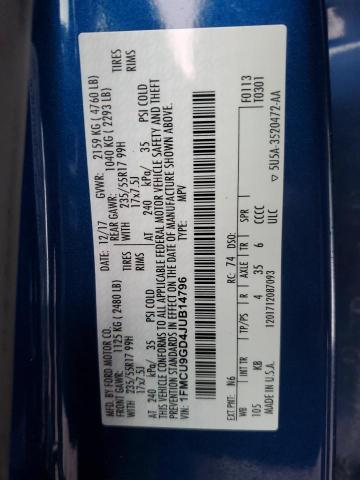 MFD. BY FORD MOTOR CO.
DATE: 12/17 GVWR: 2159 KG (4760 LB)
FRONT GAWR: 1125 KG (2480 LB) REAR GAWR: 1040 KG (2293 LB)
WITH 235/55R17 99H TIRES WITH 235/55R17 99H TIRES
17x7.5J RIMS 17x7.5J RIMS
AT 240 kPa/ 35 PSI COLD AT 240 kPa/ 35 PSI COLD
THIS VEHICLE CONFORMS TO ALL APPLICABLE FEDERAL MOTOR VEHICLE SAFETY AND THEFT
PREVENTION STANDARDS IN EFFECT ON THE DATE OF MANUFACTURE SHOWN ABOVE.
VIN: 1FMCU9GD4JUB14796 TYPE: MPV
F0113
T0301
EXT PNT: N6 RC: 74 DSO:
WB INT TR TP/PS R AXLE TR SPR
105 KB 4 35 6 CCCC
MADE IN U.S.A. 1201712087093 ULC
▽ 5U5A-3520472-AA